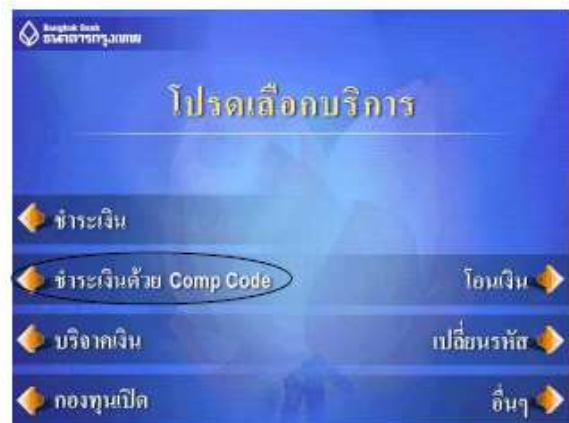 Bangkok Bank
ธนาคารกรุงเทพ
โปรดเลือกบริการ
ชำระเงิน
ชำระเงินด้วย Comp Code
โอนเงิน
บริจาคเงิน
เปลี่ยนรหัส
กองทุนเปิด
อื่นๆ